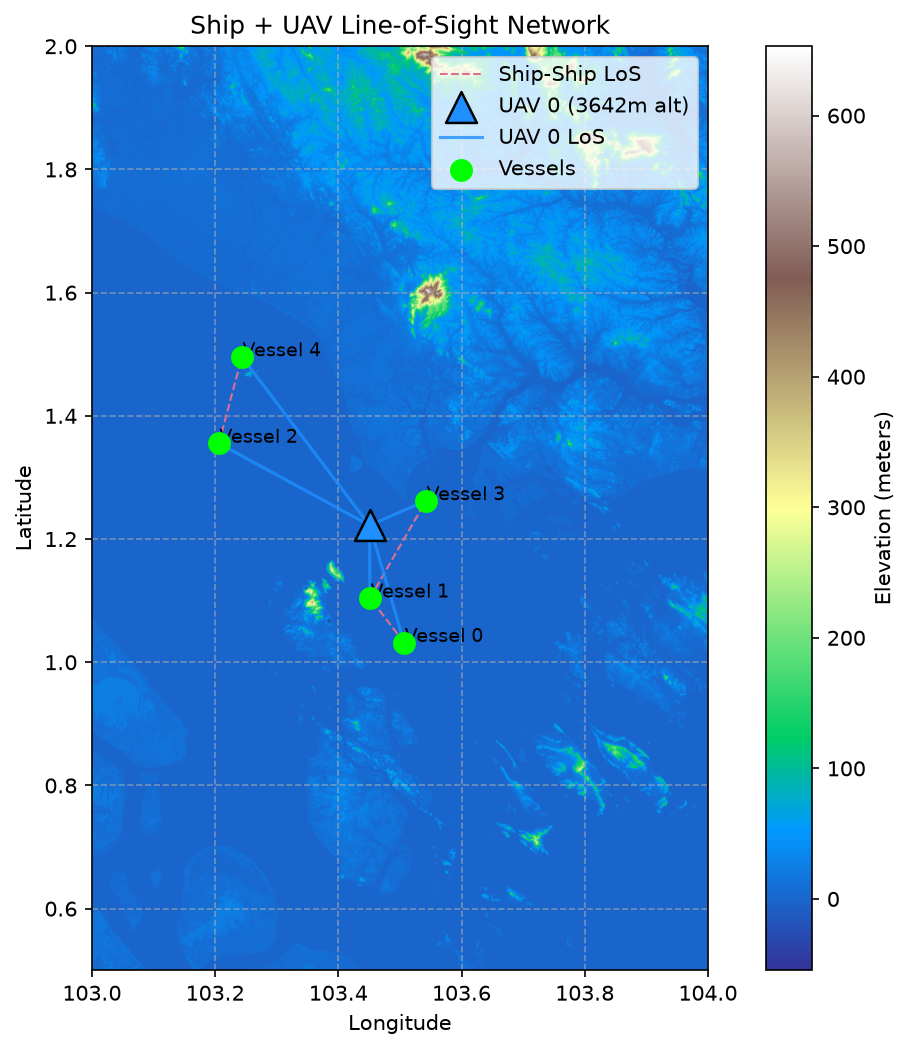 Ship + UAV Line-of-Sight Network
Ship-Ship LoS
UAV 0 (3642m alt)
UAV 0 LoS
Vessels
2.0
1.8
1.6
1.4
1.2
1.0
0.8
0.6
Latitude
Vessel 4
Vessel 2
Vessel 3
Vessel 1
Vessel 0
103.0
103.2
103.4
103.6
103.8
104.0
Longitude
600
500
400
300
200
100
0
Elevation (meters)